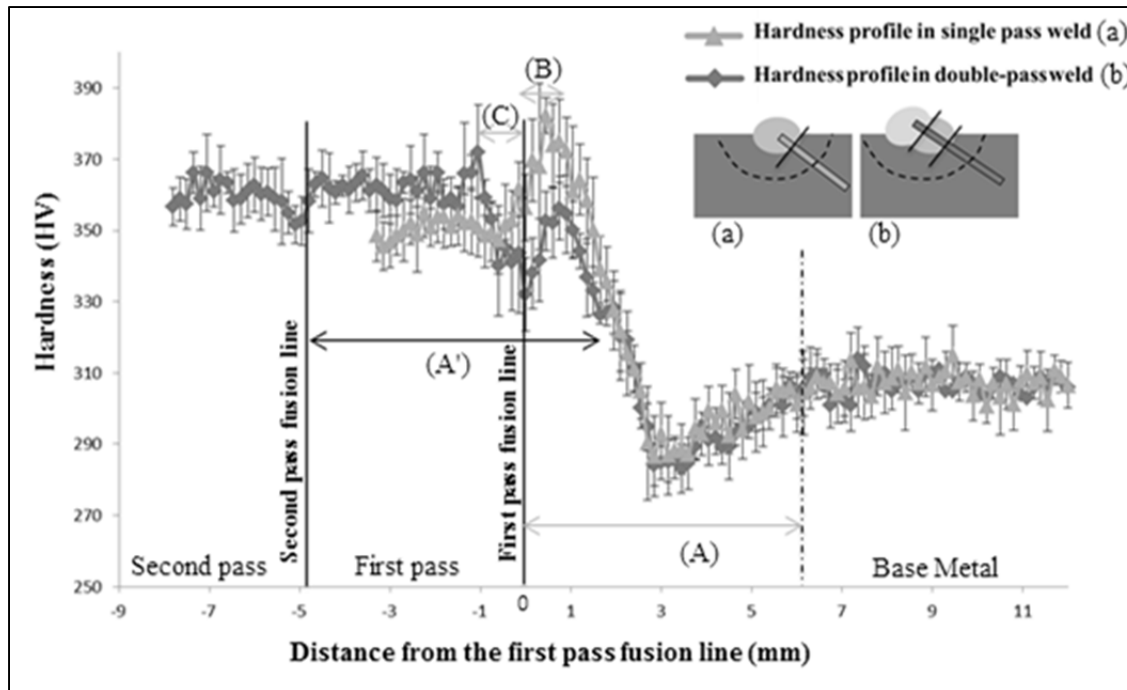 Hardness profile in single pass weld (a)
Hardness profile in double-pass weld (b)
(B)
(C)
(a)
(b)
(A')
(A)
390
370
350
330
310
290
270
250
Hardness (HV)
Second pass fusion line
First pass fusion line
Second pass
First pass
Base Metal
-9 -7 -5 -3 -1 0 1 3 5 7 9 11
Distance from the first pass fusion line (mm)